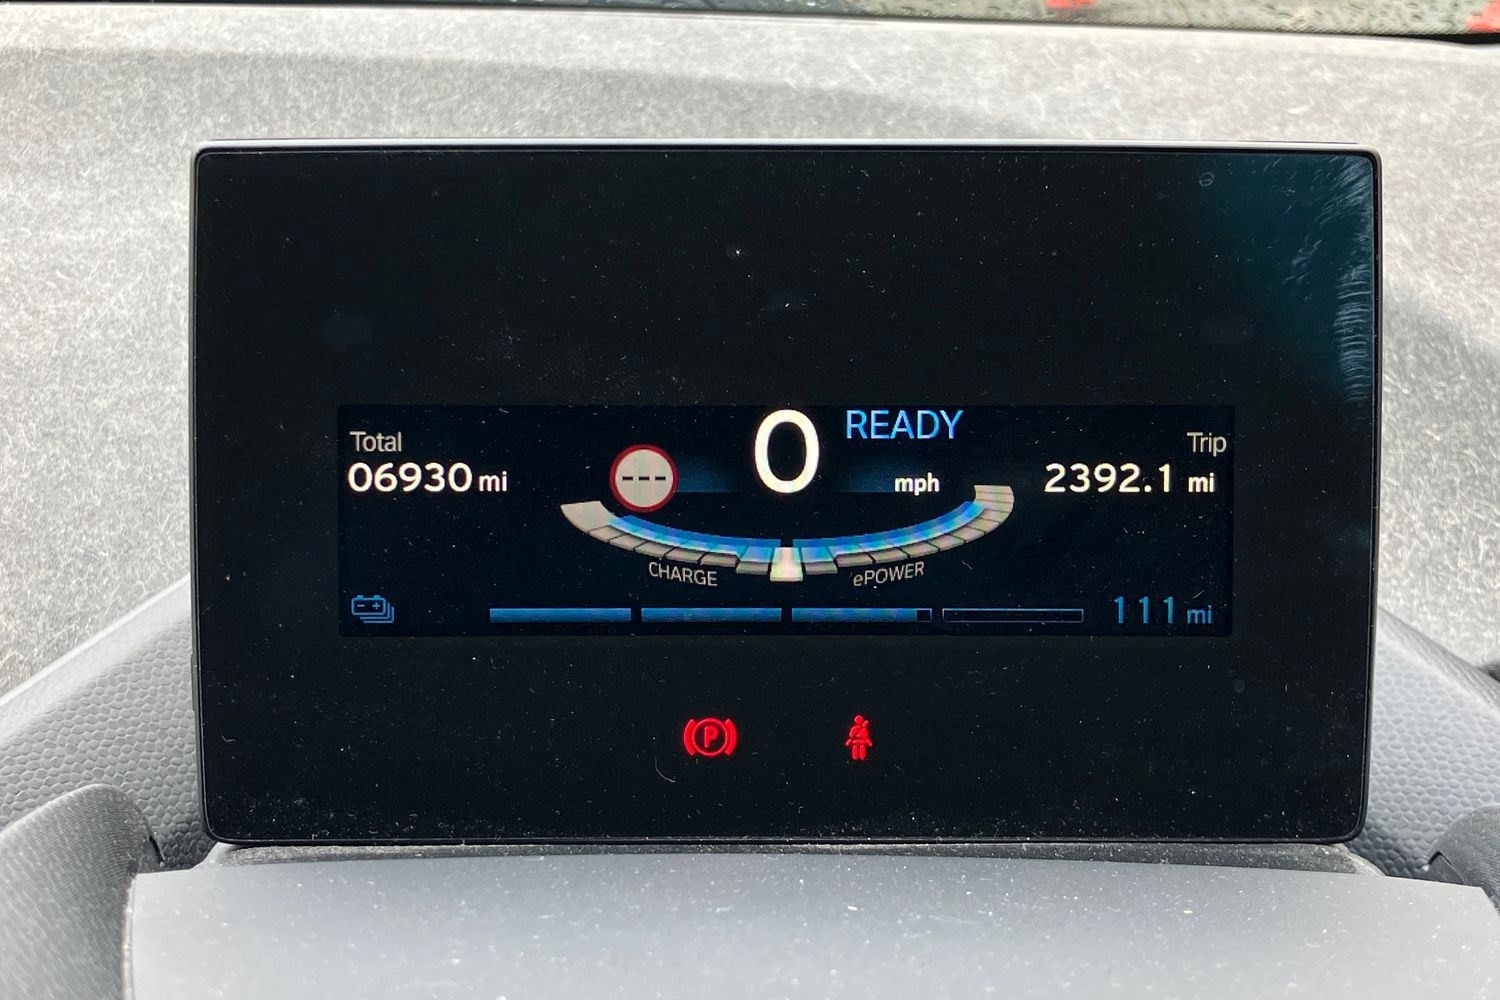 Total
06930 mi
---
0
READY
mph
Trip
2392.1 mi
CHARGE
ePOWER
111 mi
P